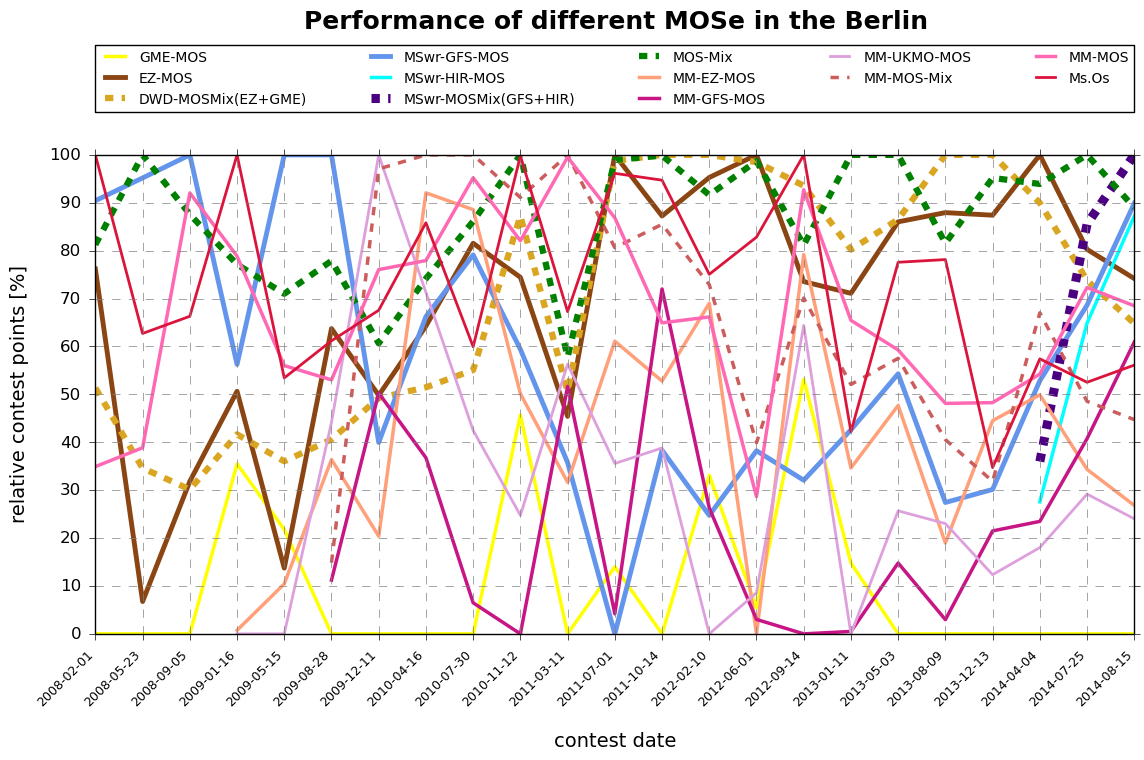 Performance of different MOSe in the Berlin
GME-MOS
EZ-MOS
DWD-MOSMix(EZ+GME)
MSwr-GFS-MOS
MSwr-HIR-MOS
MSwr-MOSMix(GFS+HIR)
MOS-Mix
MM-EZ-MOS
MM-GFS-MOS
MM-UKMO-MOS
MM-MOS-Mix
MM-MOS
Ms.Os
relative contest points [%]
100
90
80
70
60
50
40
30
20
10
0
2008-02-01
2008-05-23
2008-09-05
2009-01-16
2009-05-15
2009-08-28
2009-12-11
2010-04-16
2010-07-30
2010-11-12
2011-03-11
2011-07-01
2011-10-14
2012-02-10
2012-06-01
2012-09-14
2013-01-11
2013-05-03
2013-08-09
2013-12-13
2014-04-04
2014-07-25
2014-08-15
contest date